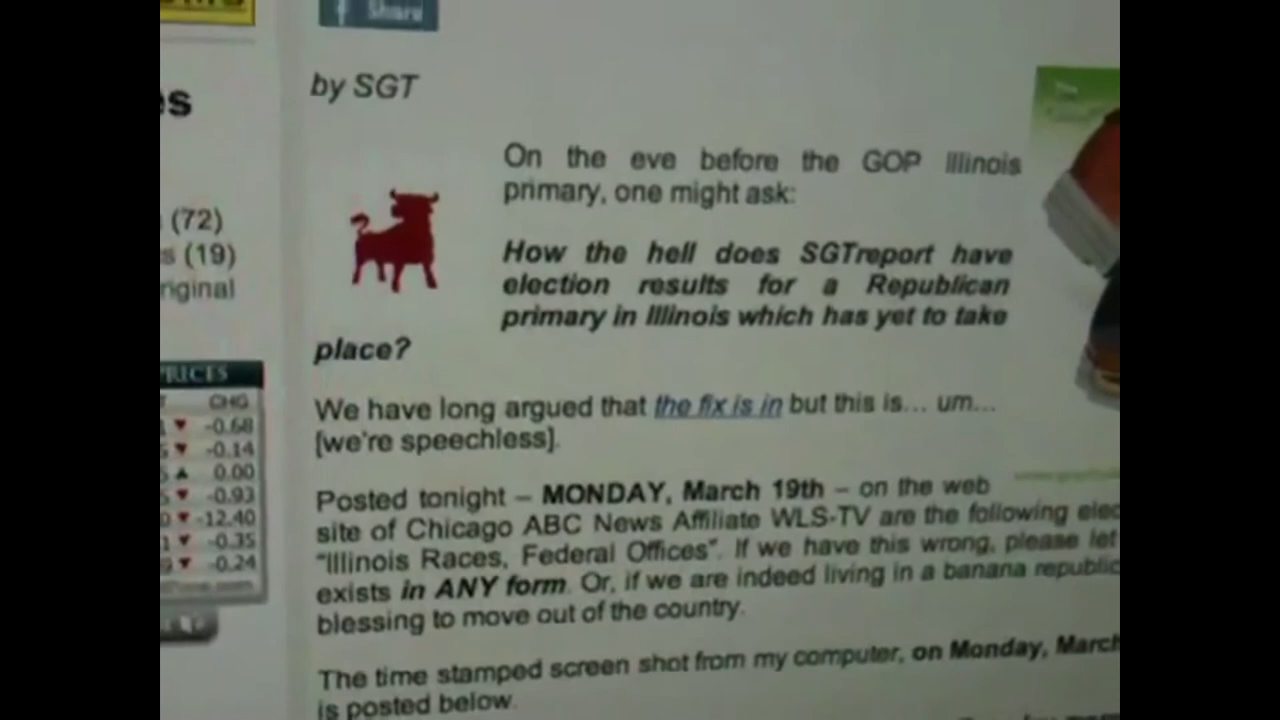 Share
by SGT
es
On the eve before the GOP Illinois
primary, one might ask:
(72)
s (19)
riginal
How the hell does SGTreport have
election results for a Republican
primary in Illinois which has yet to take
place?
RICES
CHG
-0.68
-0.14
0.00
-0.93
-12.40
-0.35
-0.24
We have long argued that the fix is in but this is... um...
[we're speechless].
Posted tonight – MONDAY, March 19th – on the web
site of Chicago ABC News Affiliate WLS-TV are the following elec
"Illinois Races, Federal Offices". If we have this wrong, please let
exists in ANY form. Or, if we are indeed living in a banana republic
blessing to move out of the country.
The time stamped screen shot from my computer, on Monday, March
is posted below.